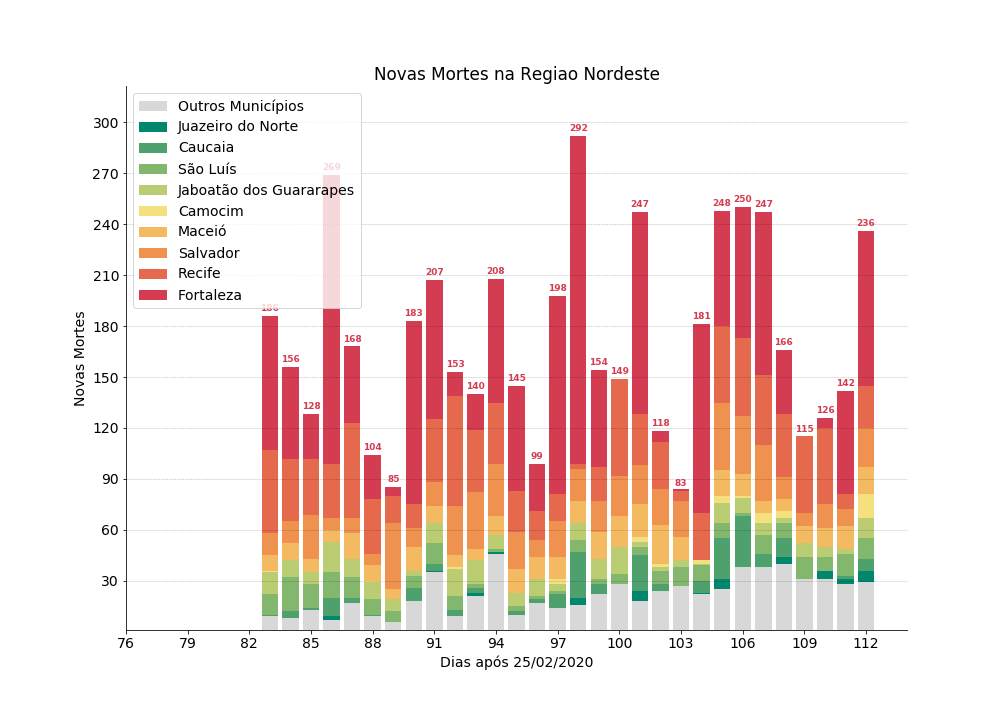 Novas Mortes na Regiao Nordeste
Outros Municípios
Juazeiro do Norte
Caucaia
São Luís
Jaboatão dos Guararapes
Camocim
Maceió
Salvador
Recife
Fortaleza
Novas Mortes
300
270
240
210
180
150
120
90
60
30
186
156
128
269
168
104
85
183
207
153
140
208
145
99
198
292
154
149
247
118
83
181
248
250
247
166
115
126
142
236
76 79 82 85 88 91 94 97 100 103 106 109 112
Dias após 25/02/2020